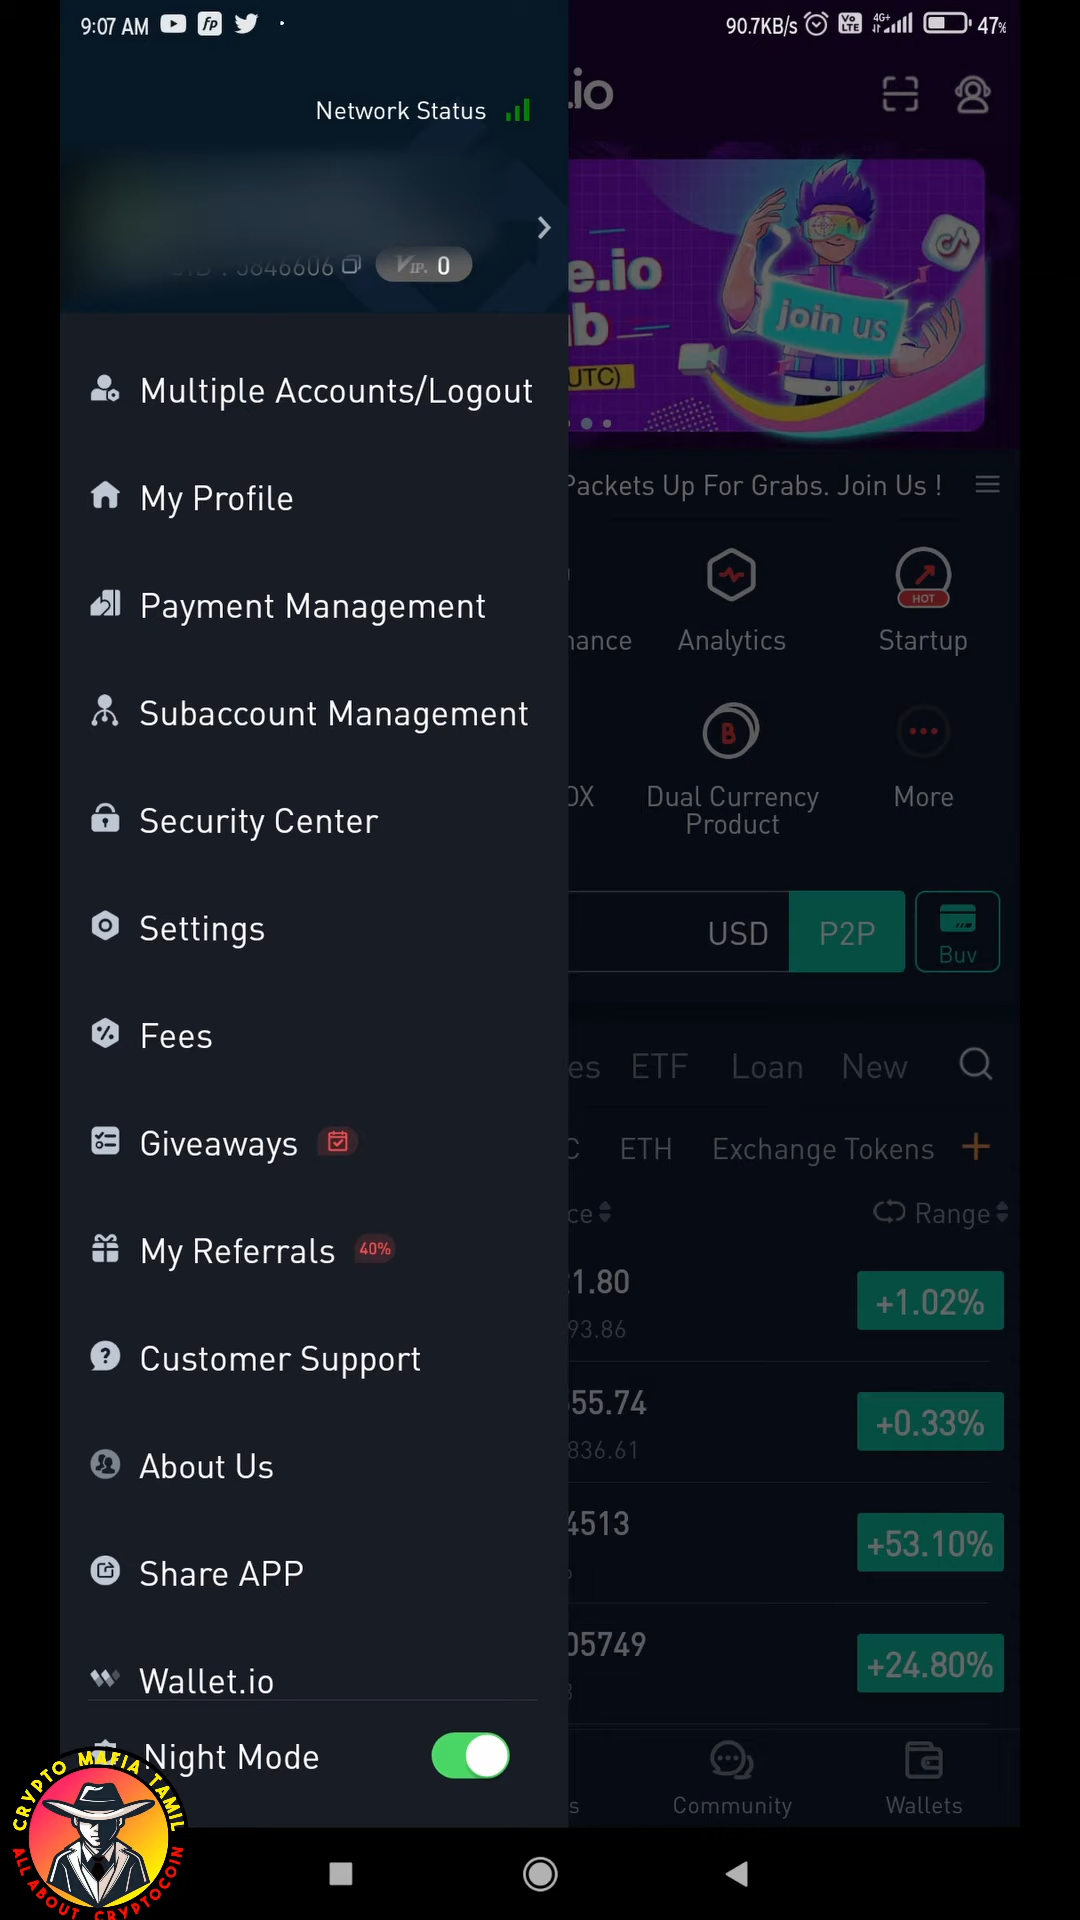 9:07 AM
90.7KB/s
Vo LTE
4G+
47%
Network Status
.io
846606
VIP. 0
e.io
join us
UTC)
Multiple Accounts/Logout
Packets Up For Grabs. Join Us !
My Profile
Analytics
Startup
HOT
Payment Management
Subaccount Management
Dual Currency
Product
More
Security Center
USD
P2P
Buy
Settings
Fees
ETF
Loan
New
Giveaways
ETH
Exchange Tokens
Range
My Referrals
40%
1.80
+1.02%
93.86
Customer Support
55.74
+0.33%
836.61
About Us
4513
+53.10%
Share APP
05749
+24.80%
Wallet.io
Night Mode
Community
Wallets
CRYPTO MAFIA TAMIL
ALL ABOUT CRYPTOCOIN